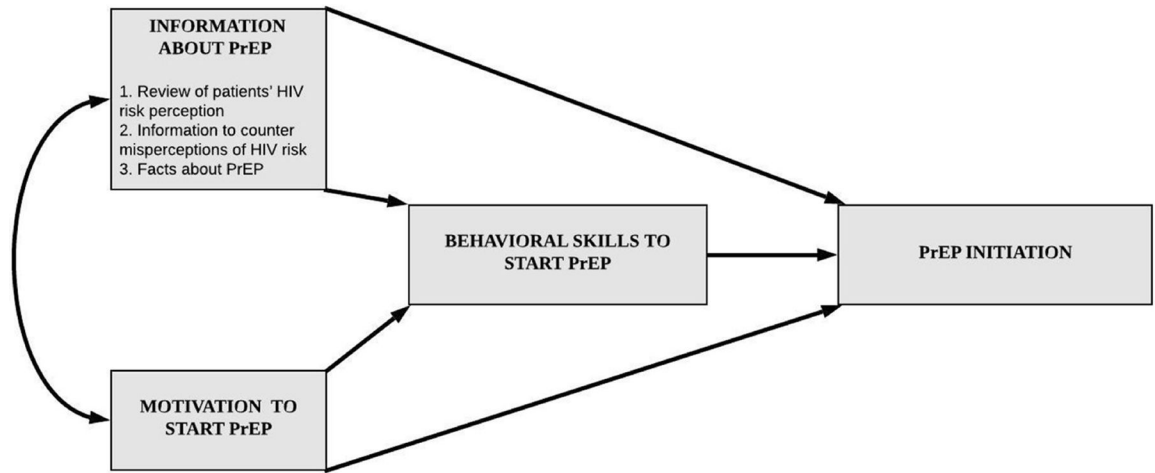 INFORMATION
ABOUT PrEP
1. Review of patients' HIV
risk perception
2. Information to counter
misperceptions of HIV risk
3. Facts about PrEP
BEHAVIORAL SKILLS TO
START PrEP
PrEP INITIATION
MOTIVATION TO
START PrEP